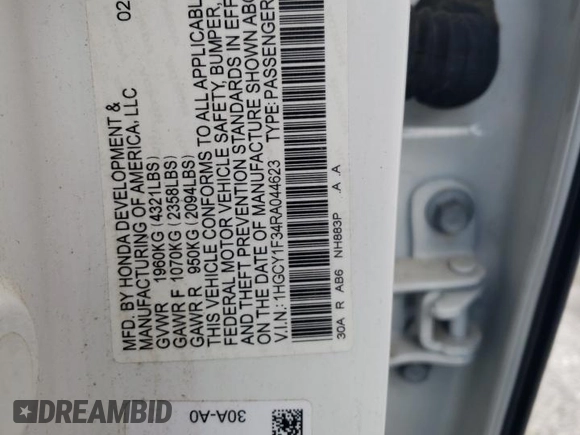 02
MFD. BY HONDA DEVELOPMENT &
MANUFACTURING OF AMERICA, LLC
GVWR 1960KG (4321LBS)
GAWR F 1070KG (2358LBS)
GAWR R 950KG (2094LBS)
THIS VEHICLE CONFORMS TO ALL APPLICABLE
FEDERAL MOTOR VEHICLE SAFETY, BUMPER,
AND THEFT PREVENTION STANDARDS IN EFF
ON THE DATE OF MANUFACTURE SHOWN ABO
V.I.N.: 1HGCY1F34RA044623 TYPE: PASSENGER
30A R AB6 NH883P .A .A
30A-A0
DREAMBID